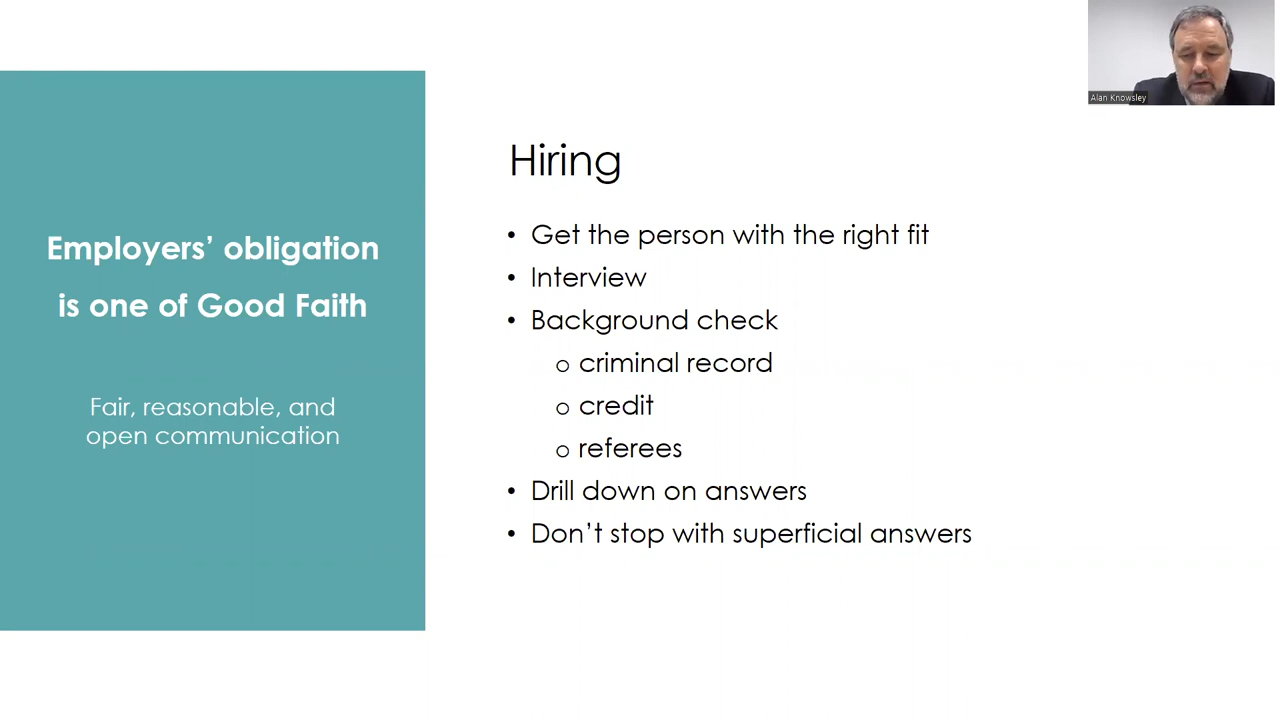 Alan Knowsley
Employers’ obligation
is one of Good Faith
Fair, reasonable, and
open communication
Hiring
• Get the person with the right fit
• Interview
• Background check
o criminal record
o credit
o referees
• Drill down on answers
• Don’t stop with superficial answers